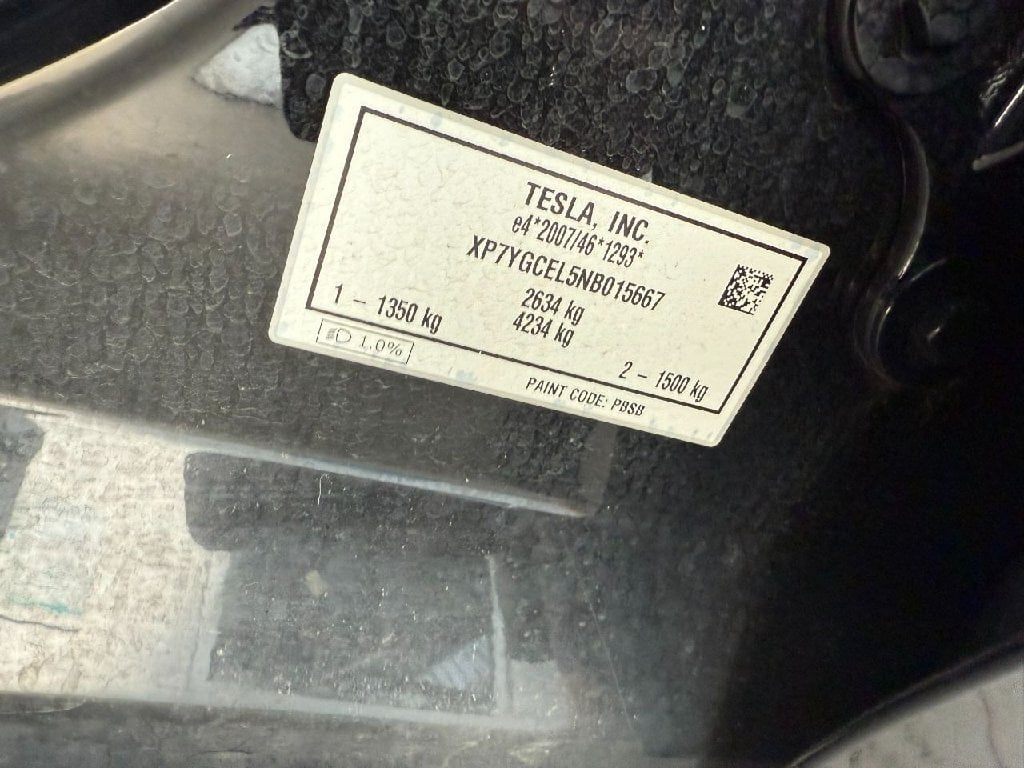 TESLA, INC.
e4*2007/46*1293*
XP7YGCEL5NB015667
2634 kg
4234 kg
1 – 1350 kg
2 – 1500 kg
1.0%
PAINT CODE: PBSB